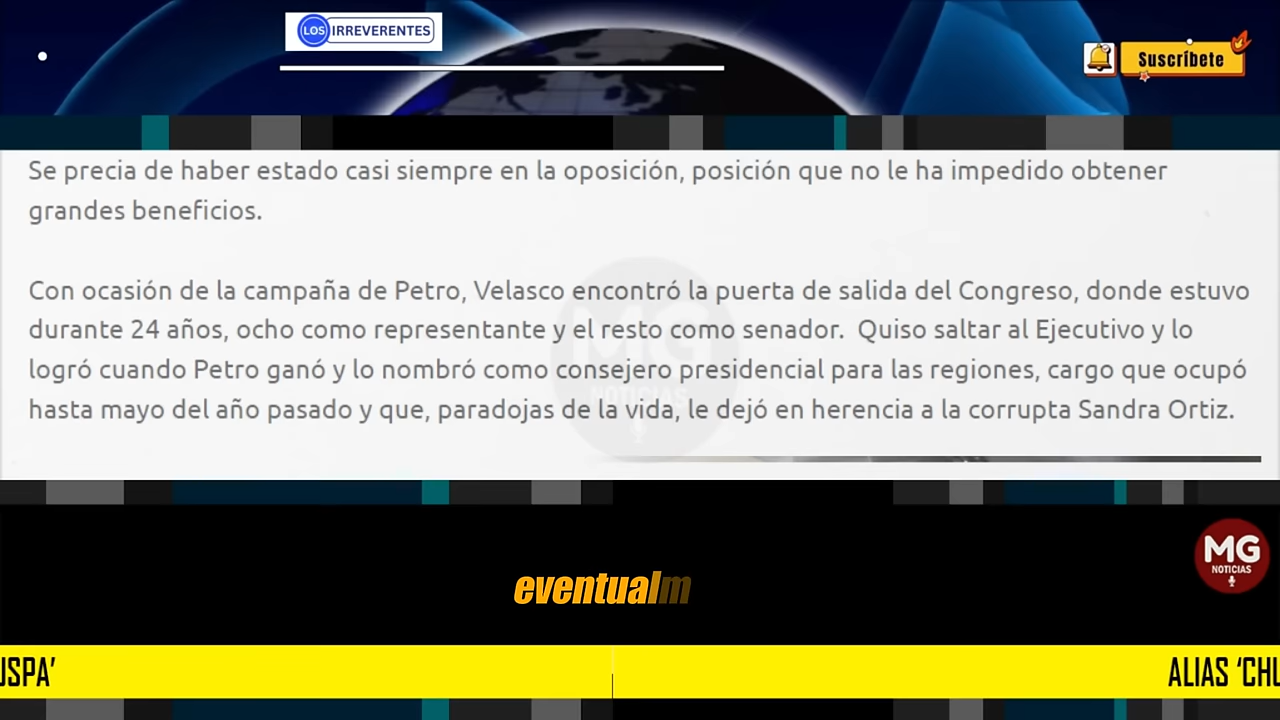 LOS IRREVERENTES
Suscríbete
Se precia de haber estado casi siempre en la oposición, posición que no le ha impedido obtener
grandes beneficios.
Con ocasión de la campaña de Petro, Velasco encontró la puerta de salida del Congreso, donde estuvo
durante 24 años, ocho como representante y el resto como senador.  Quiso saltar al Ejecutivo y lo
logró cuando Petro ganó y lo nombró como consejero presidencial para las regiones, cargo que ocupó
hasta mayo del año pasado y que, paradojas de la vida, le dejó en herencia a la corrupta Sandra Ortiz.
MG
NOTICIAS
MG
NOTICIAS
eventualm
USPA’ ALIAS ‘CHU